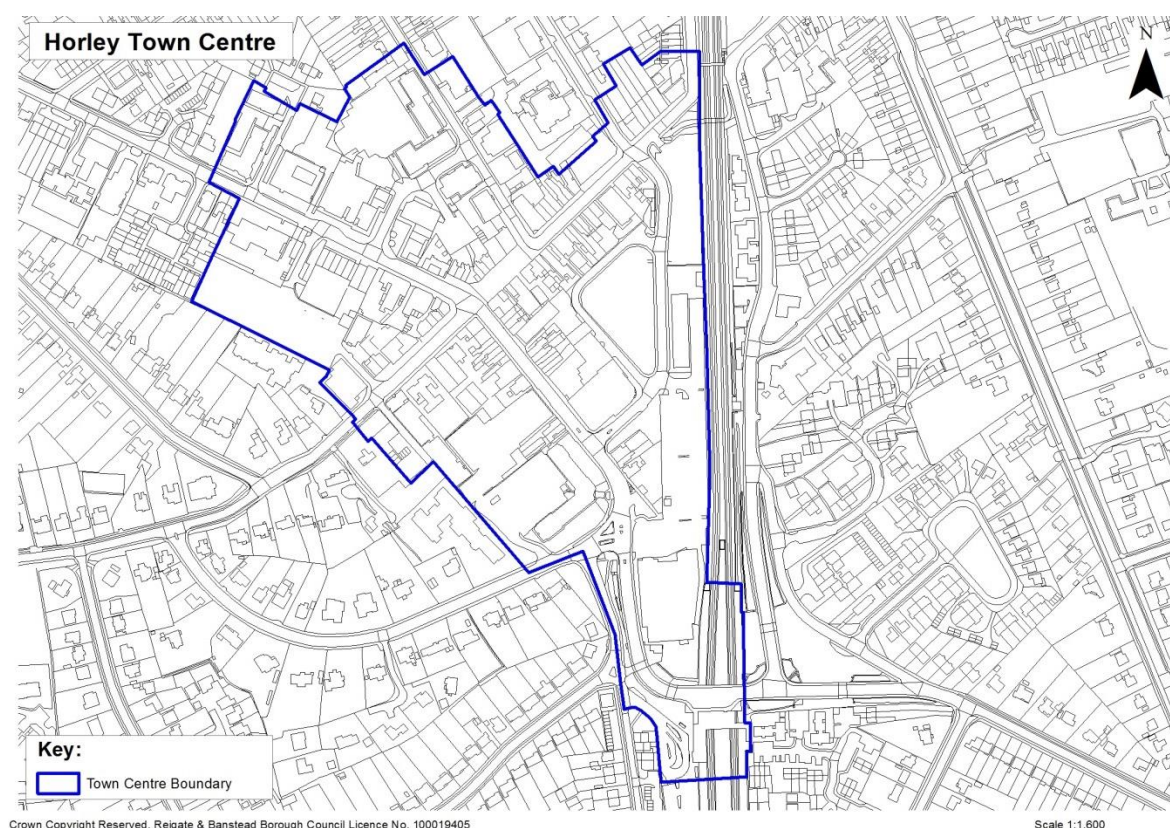 Horley Town Centre
N
Key:
Town Centre Boundary
Crown Copyright Reserved. Reigate & Banstead Borough Council Licence No. 100019405
Scale 1:1,600